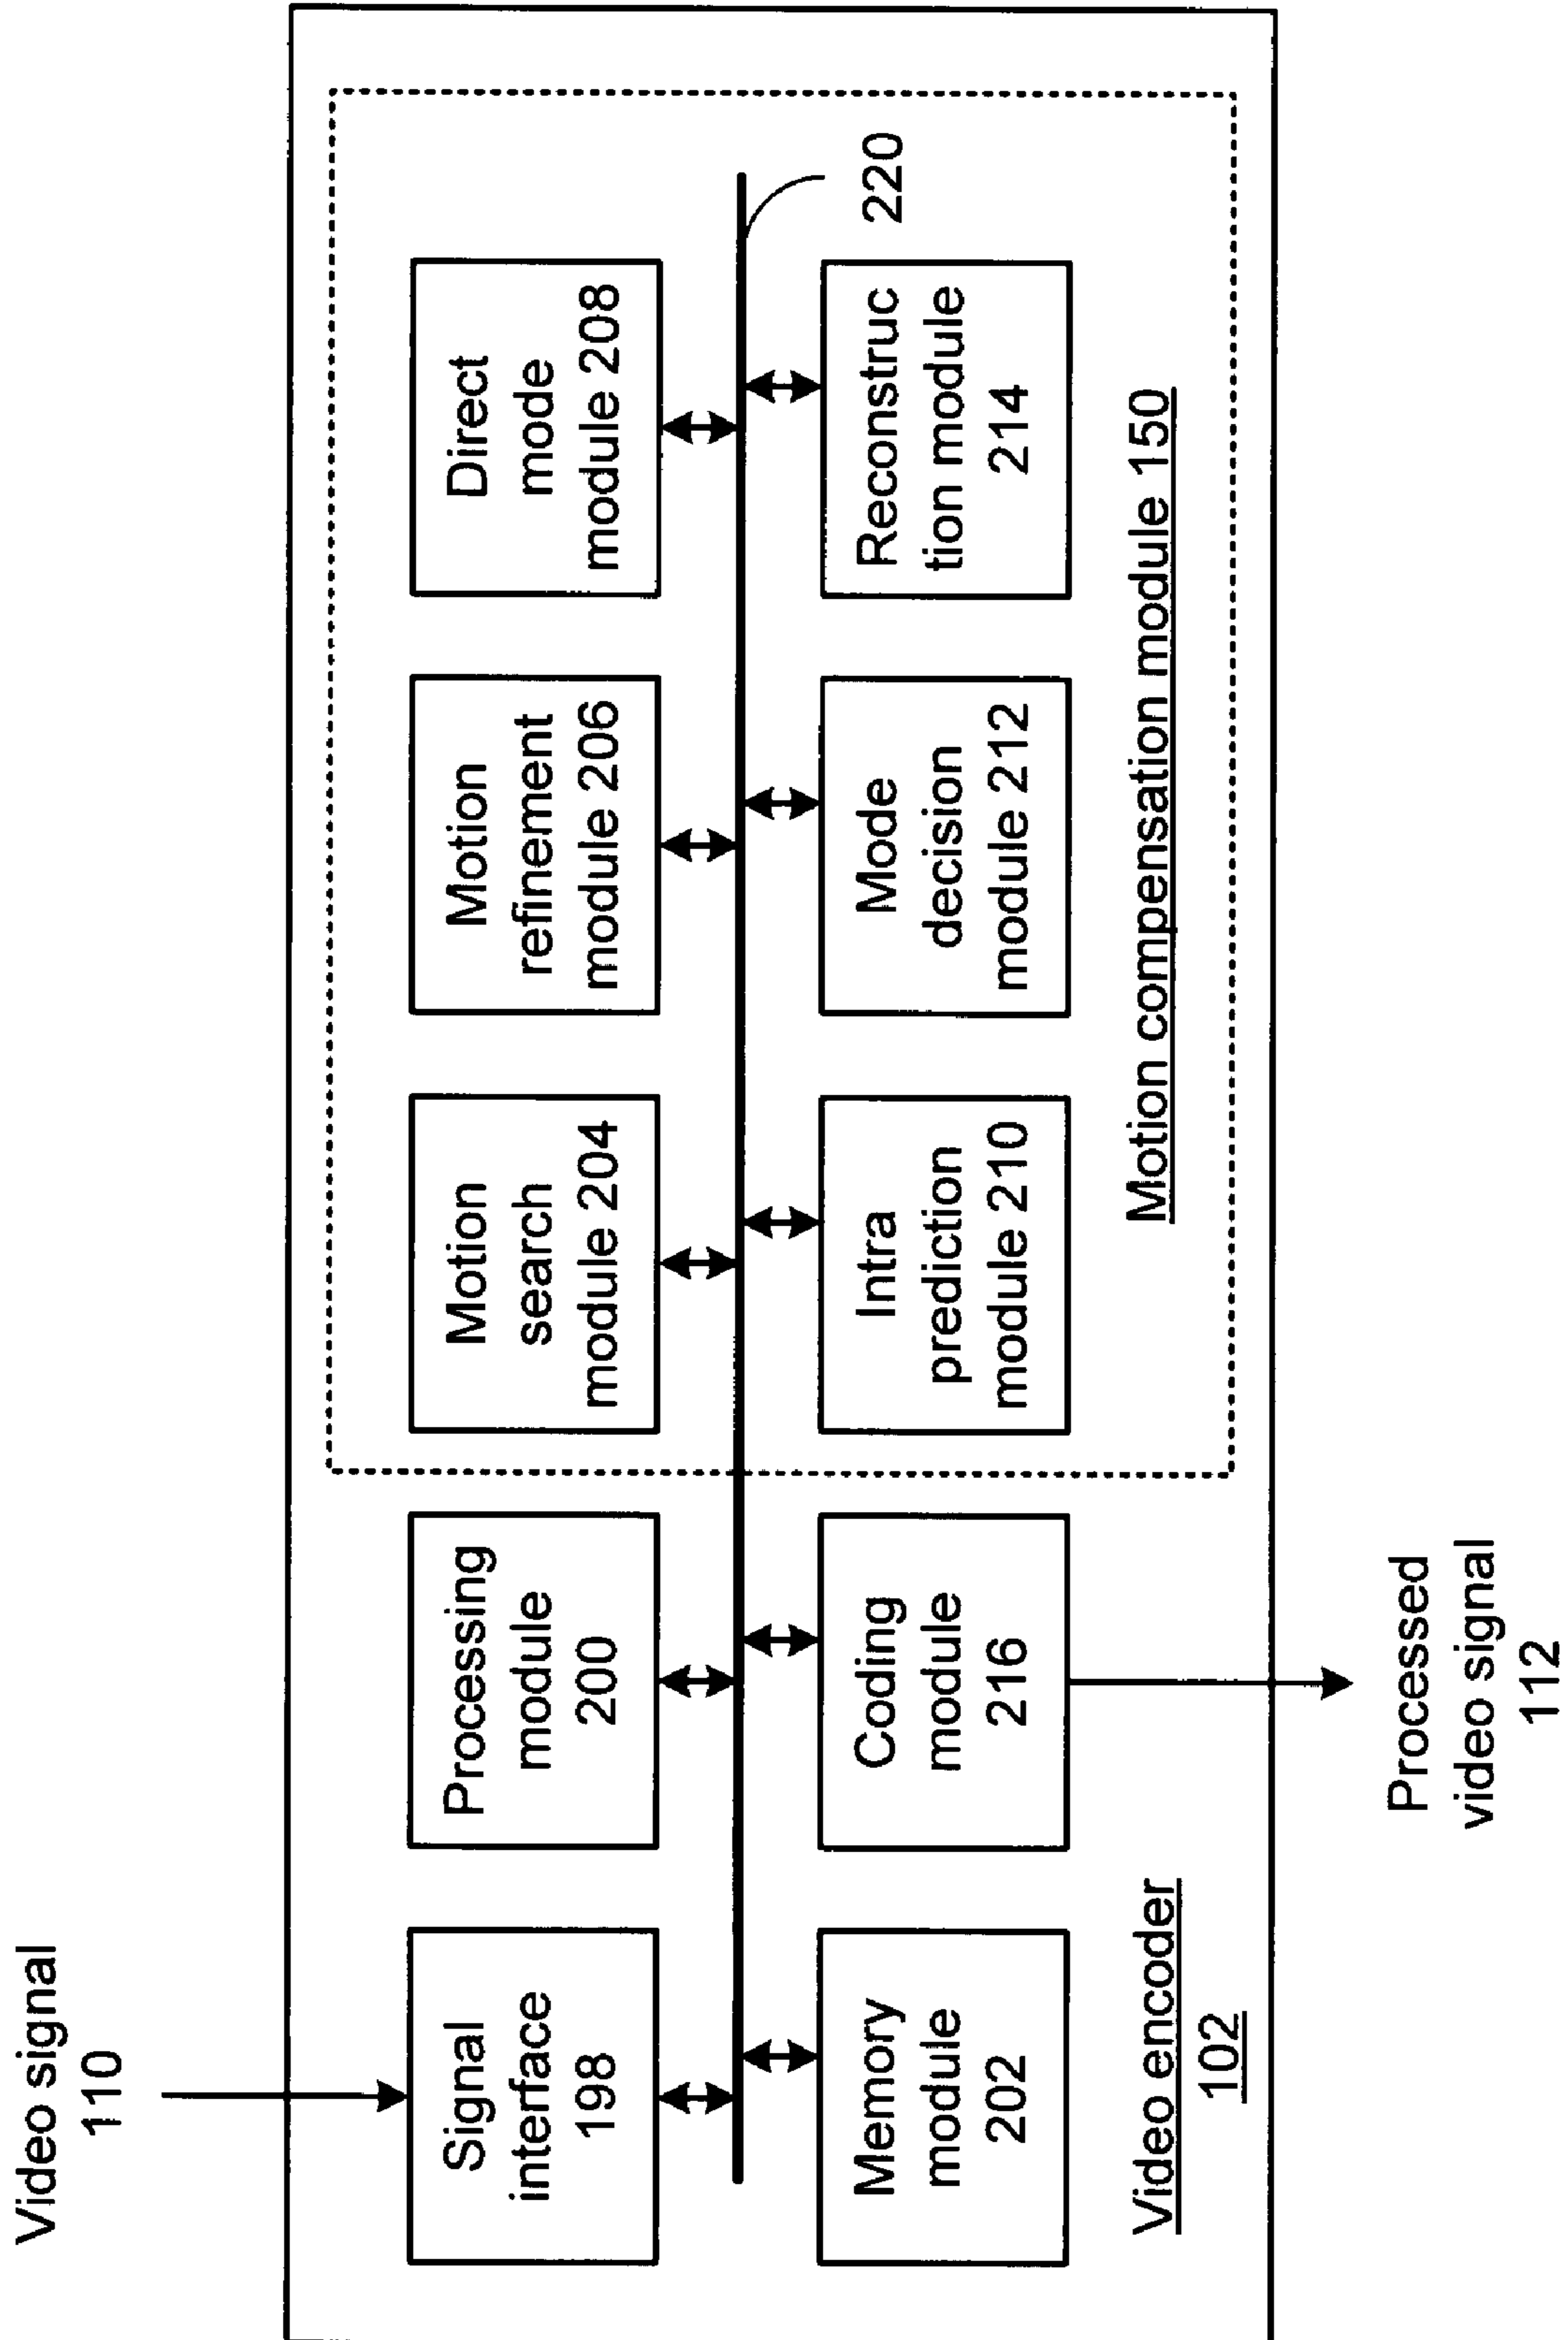 Video signal
110
Signal
interface
198
Processing
module
200
Motion
search
module 204
Motion
refinement
module 206
Direct
mode
module 208
220
Memory
module
202
Coding
module
216
Intra
prediction
module 210
Mode
decision
module 212
Reconstruc
tion module
214
Video encoder
102
Motion compensation module 150
Processed
video signal
112